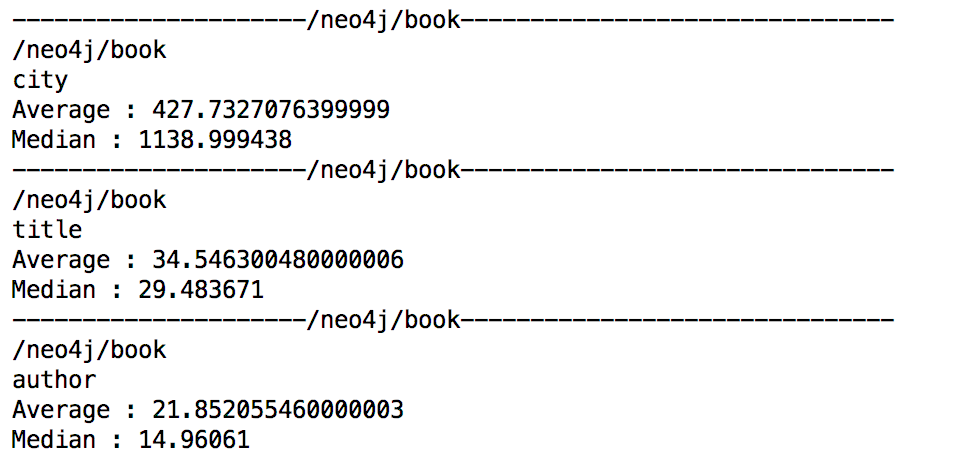 ---------------------/neo4j/book-------------------------------
/neo4j/book
city
Average : 427.7327076399999
Median : 1138.999438
---------------------/neo4j/book-------------------------------
/neo4j/book
title
Average : 34.546300480000006
Median : 29.483671
---------------------/neo4j/book-------------------------------
/neo4j/book
author
Average : 21.852055460000003
Median : 14.96061